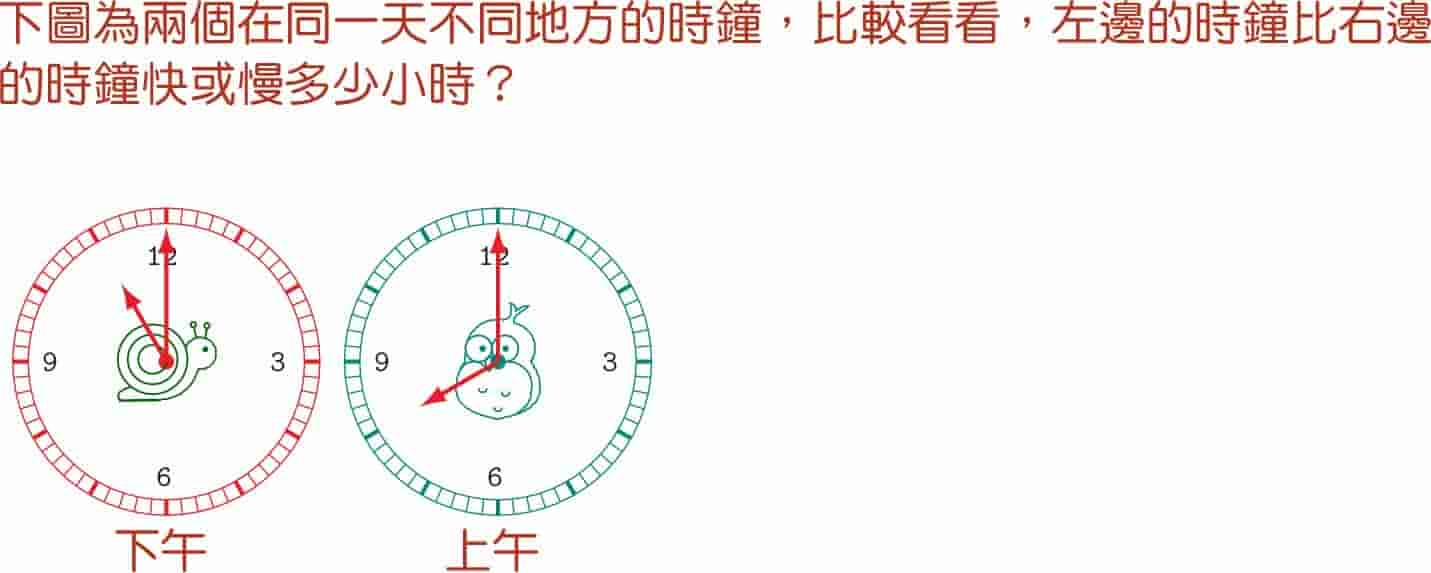 下圖為兩個在同一天不同地方的時鐘，比較看看，左邊的時鐘比右邊
的時鐘快或慢多少小時？
12 12
9 3 9 3
6 6
下午 上午